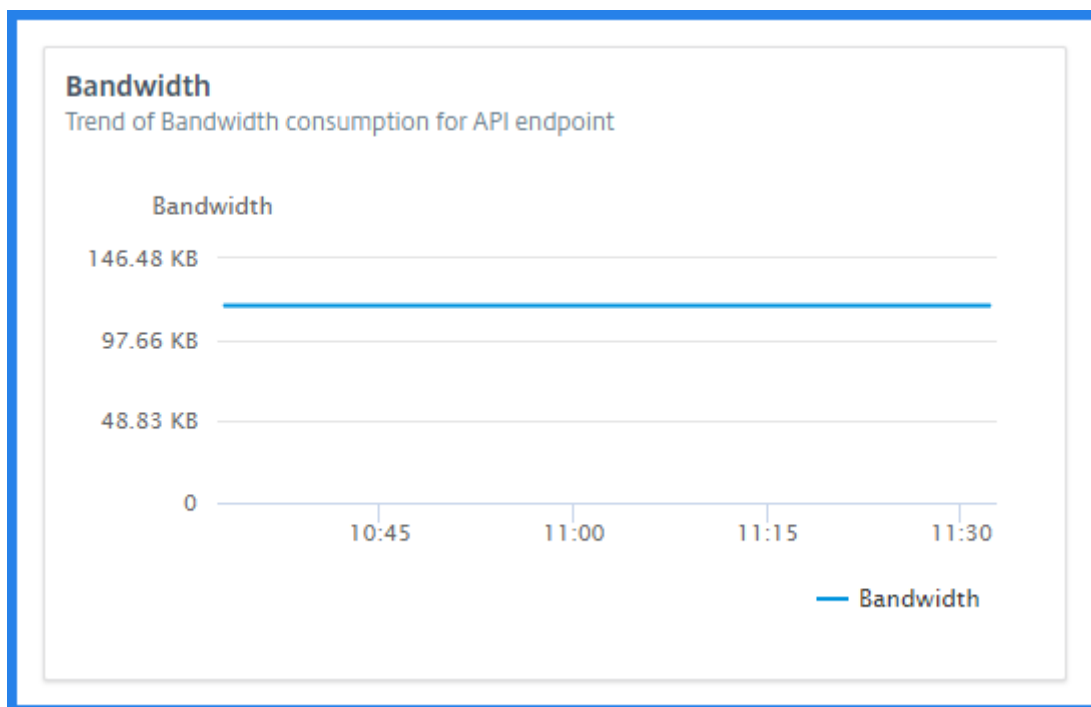 Bandwidth
Trend of Bandwidth consumption for API endpoint
Bandwidth
146.48 KB
97.66 KB
48.83 KB
0
10:45 11:00 11:15 11:30
Bandwidth